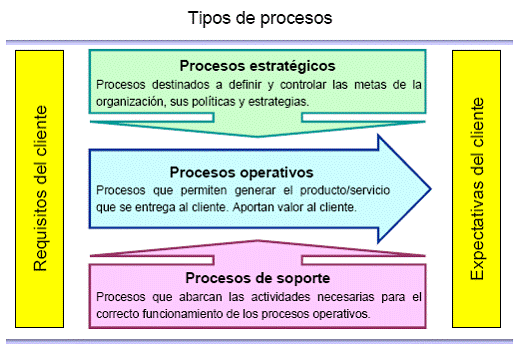 Tipos de procesos
Requisitos del cliente
Procesos estratégicos
Procesos destinados a definir y controlar las metas de la
organización, sus políticas y estrategias.
Procesos operativos
Procesos que permiten generar el producto/servicio
que se entrega al cliente. Aportan valor al cliente.
Procesos de soporte
Procesos que abarcan las actividades necesarias para el
correcto funcionamiento de los procesos operativos.
Expectativas del cliente